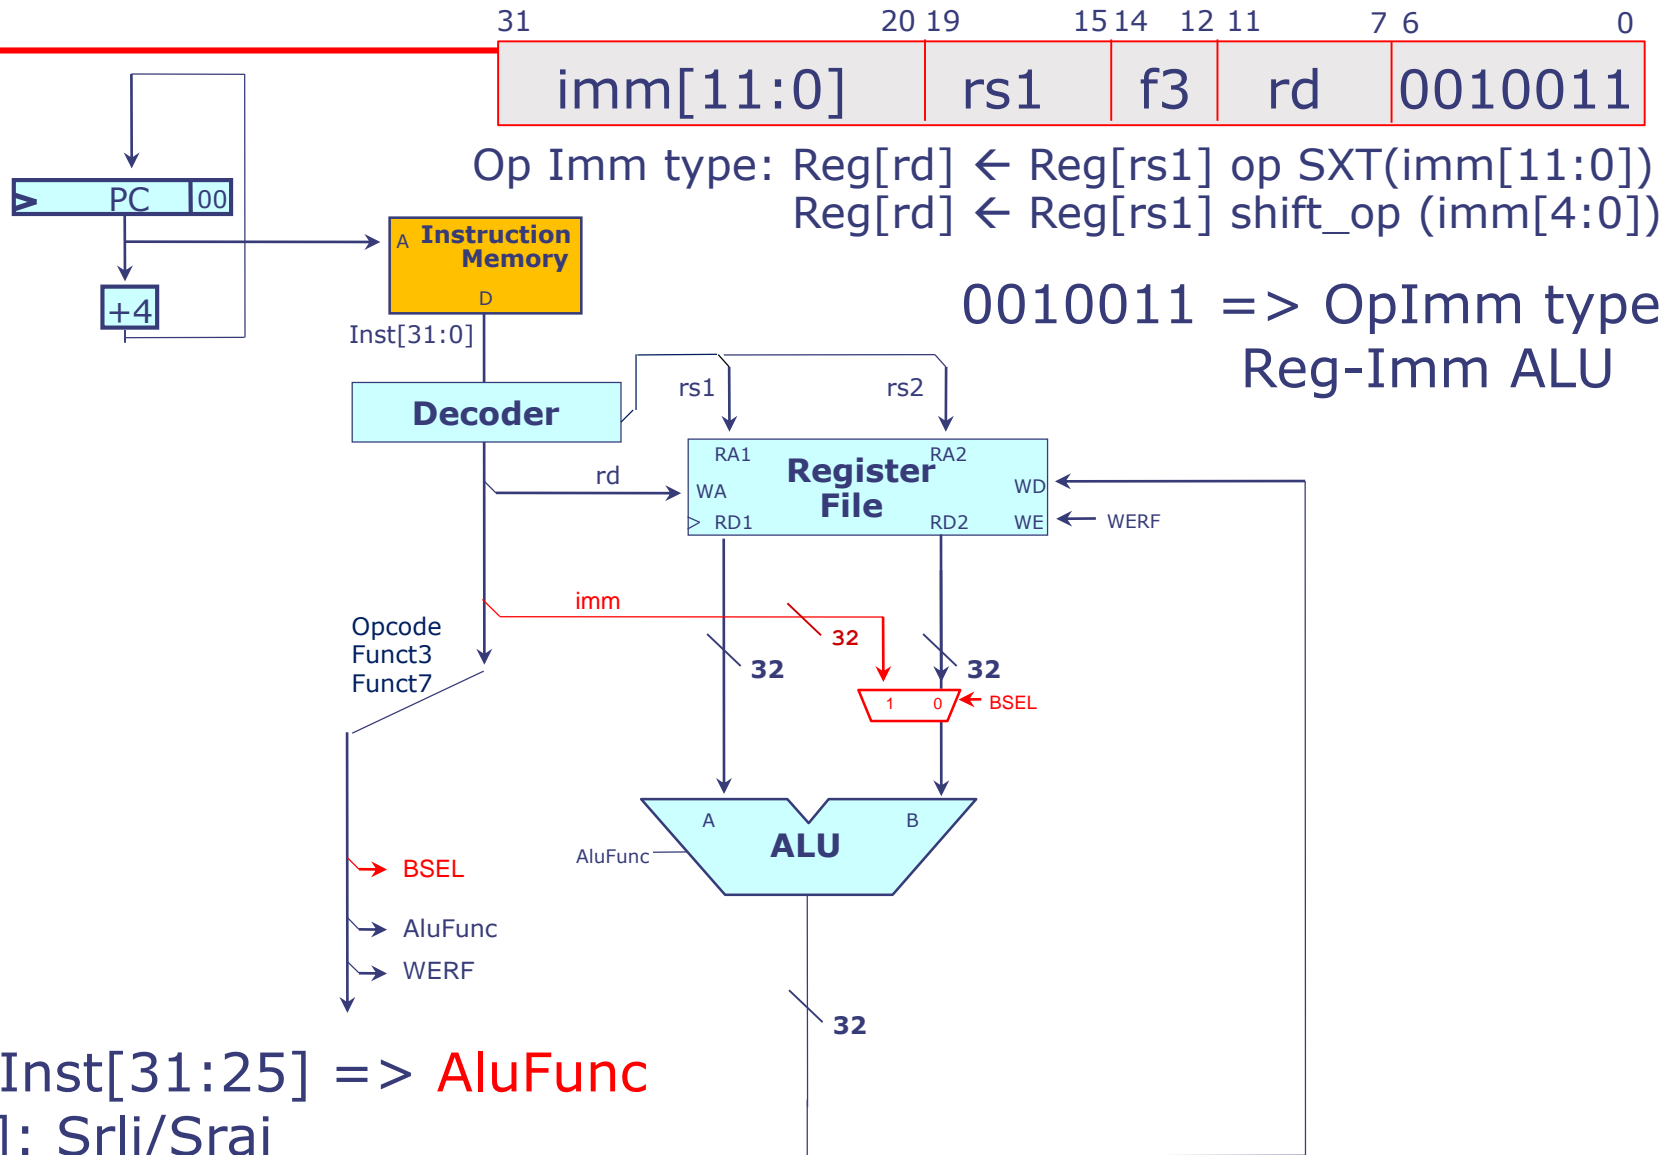 31 20 19 15 14 12 11 7 6 0
imm[11:0] rs1 f3 rd 0010011
Op Imm type: Reg[rd] ← Reg[rs1] op SXT(imm[11:0])
Reg[rd] ← Reg[rs1] shift_op (imm[4:0])
PC 00
A Instruction
Memory
D
+4
0010011 => OpImm type
Reg-Imm ALU
Inst[31:0]
rs1 rs2
Decoder
RA1 RA2
Register
File
rd
WA WD
RD1 RD2 WE
WERF
imm
32
32
32
Opcode
Funct3
Funct7
1 0
BSEL
A B
ALU
AluFunc
BSEL
AluFunc
WERF
32
Inst[31:25] => AluFunc
]: Srli/Srai